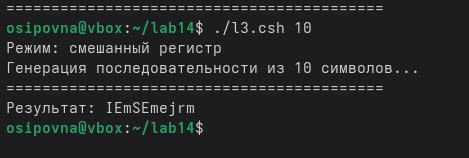 ==========================================
osipovna@vbox:~/lab14$ ./l3.csh 10
Режим: смешанный регистр
Генерация последовательности из 10 символов...
==========================================
Результат: IEmSEmejrm
osipovna@vbox:~/lab14$